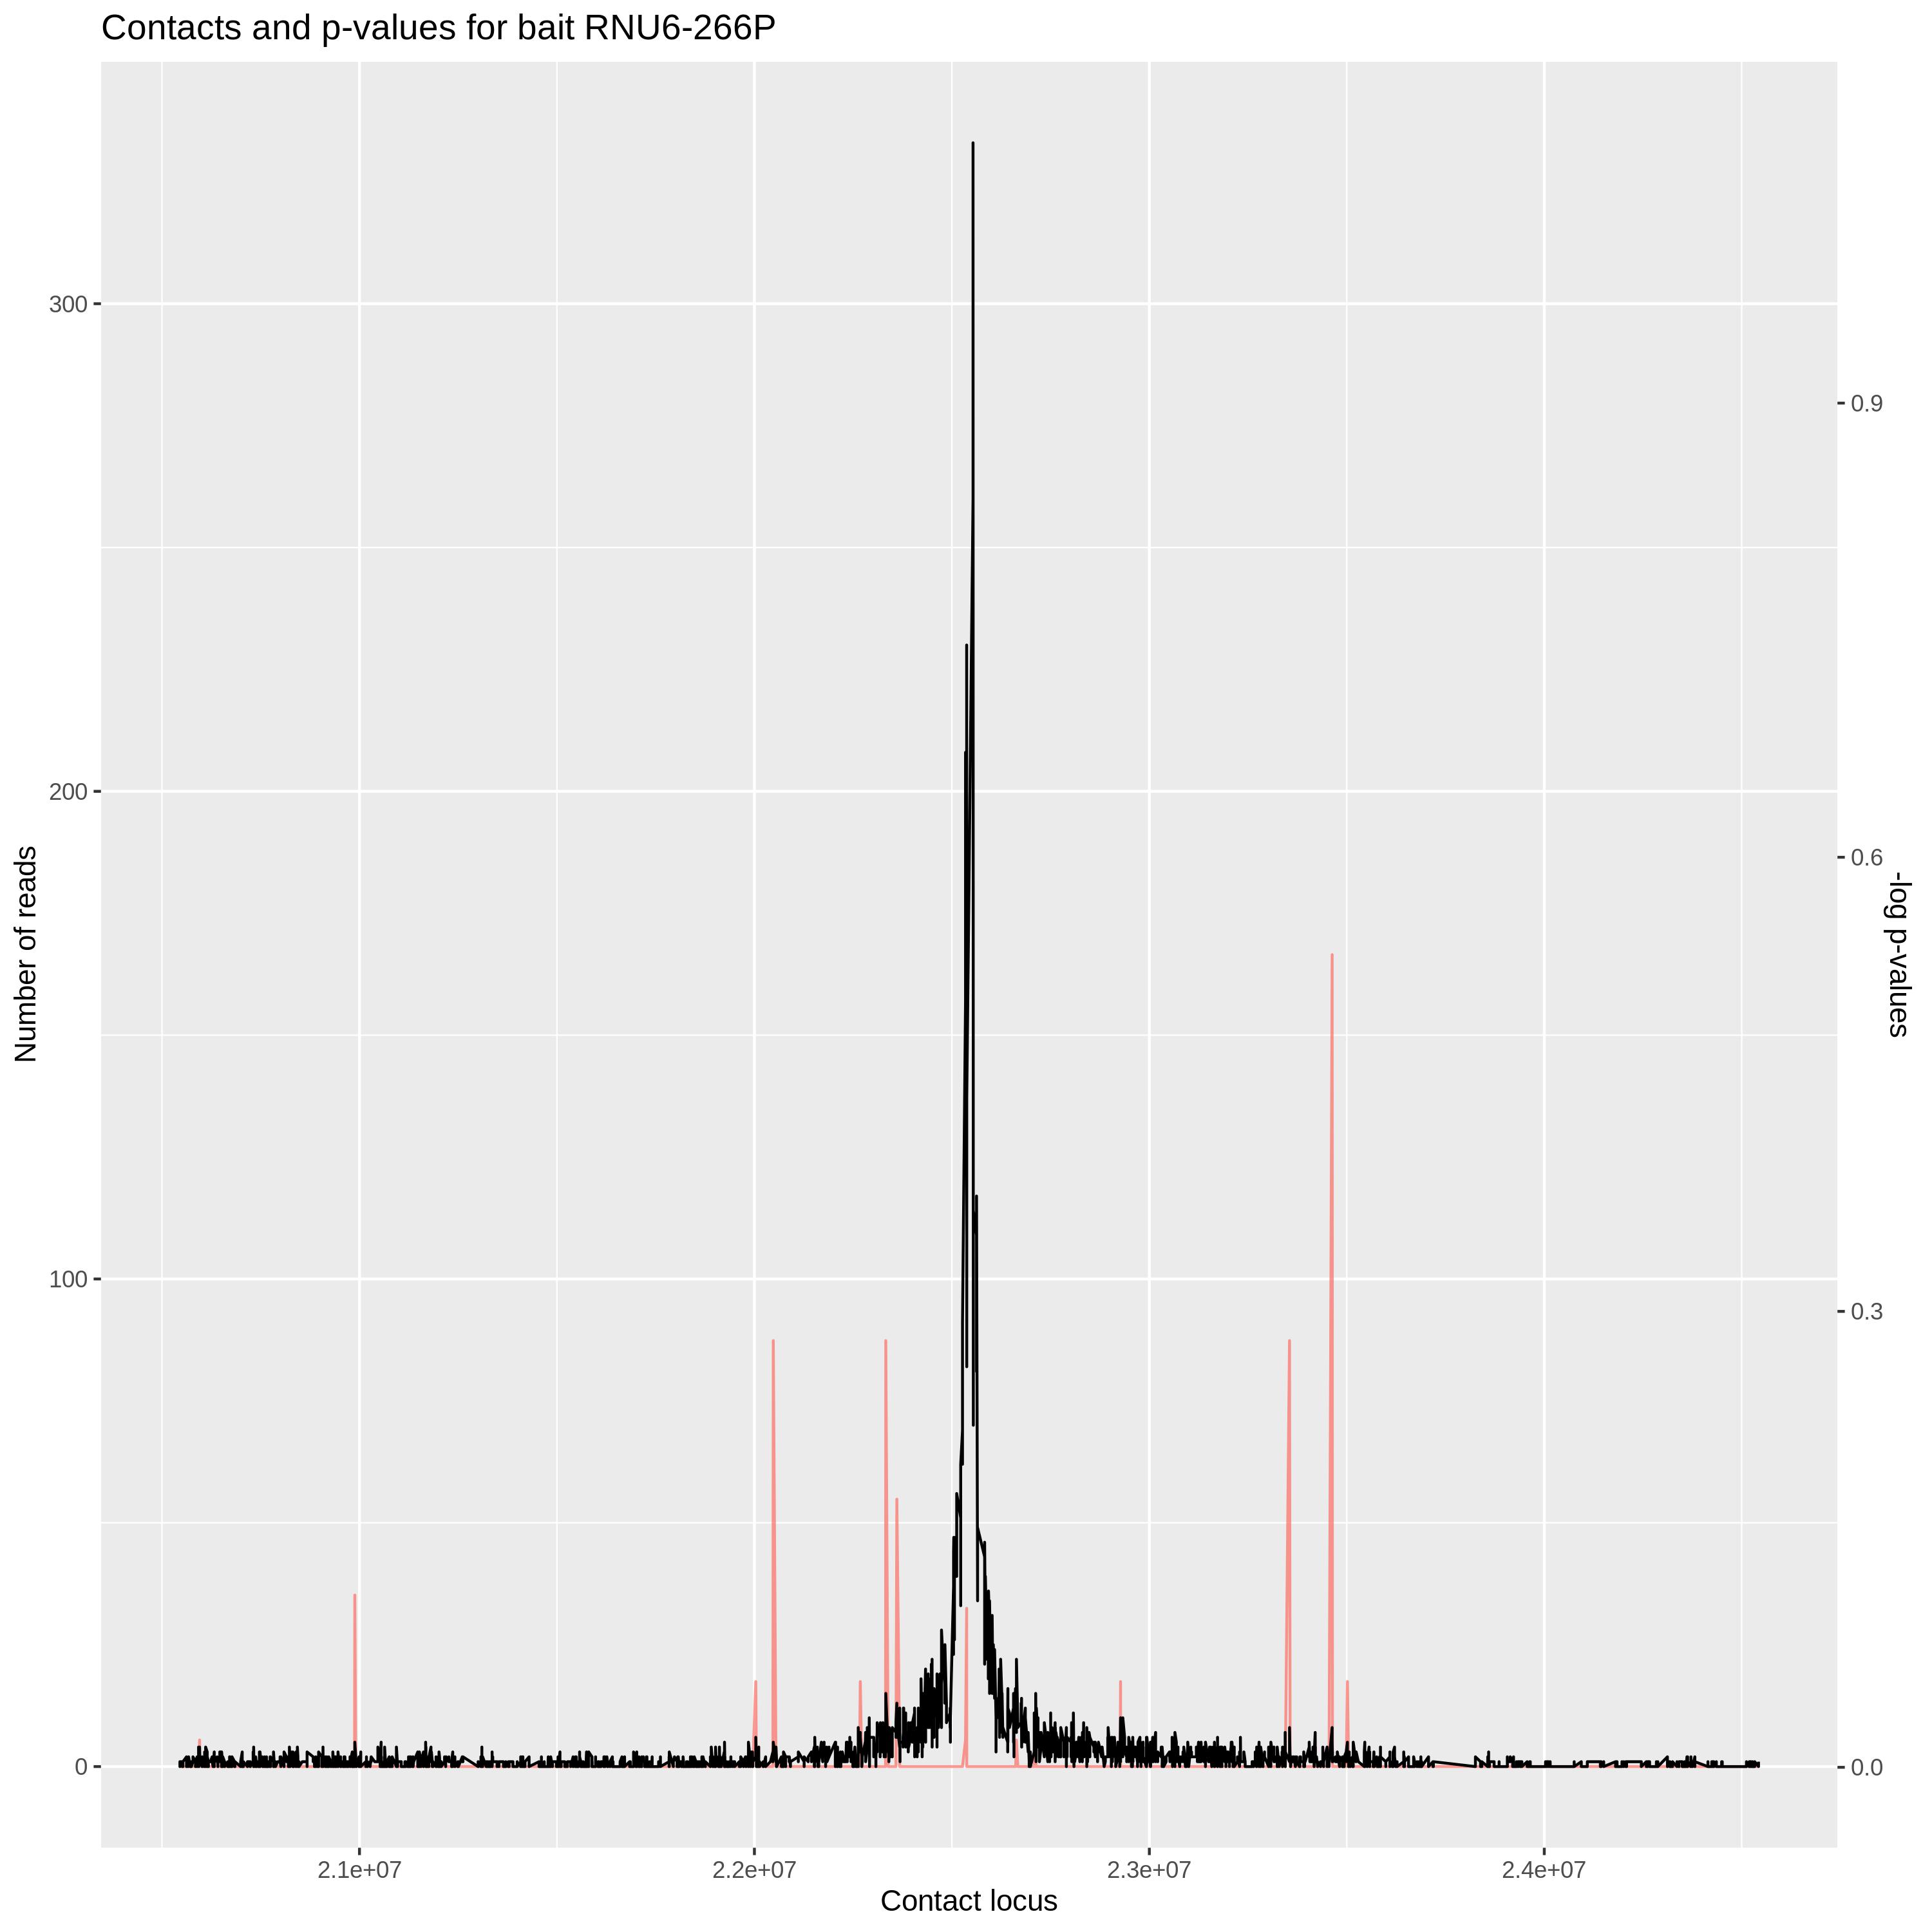 Contacts and p-values for bait RNU6-266P
300
200
100
0
Number of reads
0.9
0.6
0.3
0.0
-log p-values
2.1e+07
2.2e+07
2.3e+07
2.4e+07
Contact locus